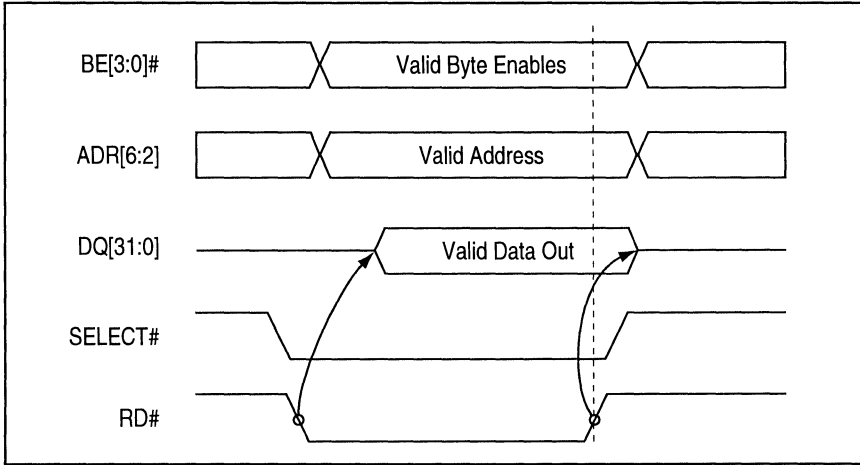 BE[3:0]#
Valid Byte Enables
ADR[6:2]
Valid Address
DQ[31:0]
Valid Data Out
SELECT#
RD#